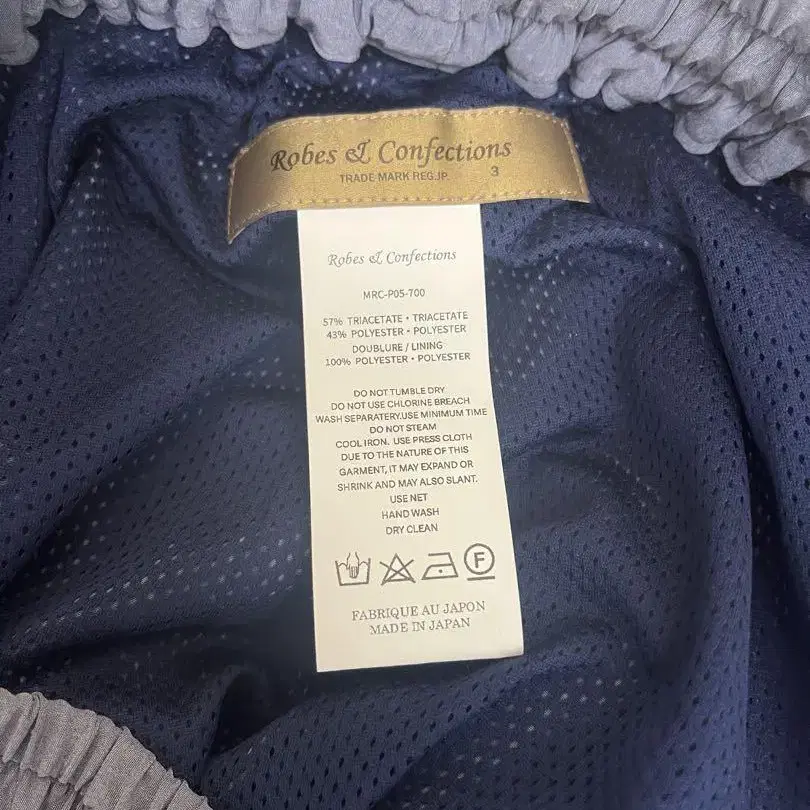 Robes & Confections
TRADE MARK REG.JP. 3
Robes & Confections
MRC-P05-700
57% TRIACETATE • TRIACETATE
43% POLYESTER • POLYESTER
DOUBLURE / LINING
100% POLYESTER • POLYESTER
DO NOT TUMBLE DRY
DO NOT USE CHLORINE BREACH
WASH SEPARATERY.USE MINIMUM TIME
DO NOT STEAM
COOL IRON. USE PRESS CLOTH
DUE TO THE NATURE OF THIS
GARMENT, IT MAY EXPAND OR
SHRINK AND MAY ALSO SLANT.
USE NET
HAND WASH
DRY CLEAN
F
FABRIQUE AU JAPON
MADE IN JAPAN